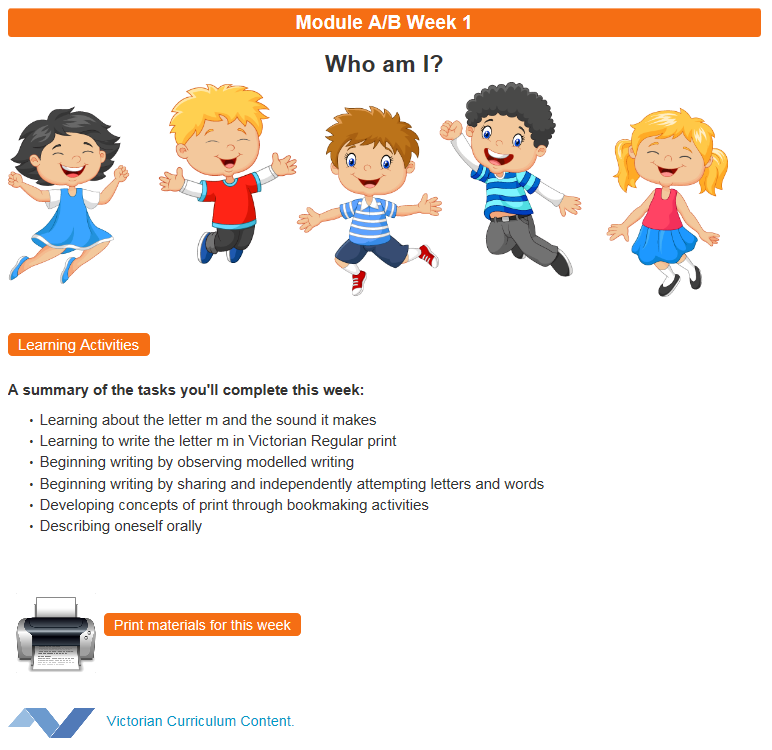 Module A/B Week 1
Who am I?
Learning Activities
A summary of the tasks you'll complete this week:
• Learning about the letter m and the sound it makes
• Learning to write the letter m in Victorian Regular print
• Beginning writing by observing modelled writing
• Beginning writing by sharing and independently attempting letters and words
• Developing concepts of print through bookmaking activities
• Describing oneself orally
Print materials for this week
Victorian Curriculum Content.